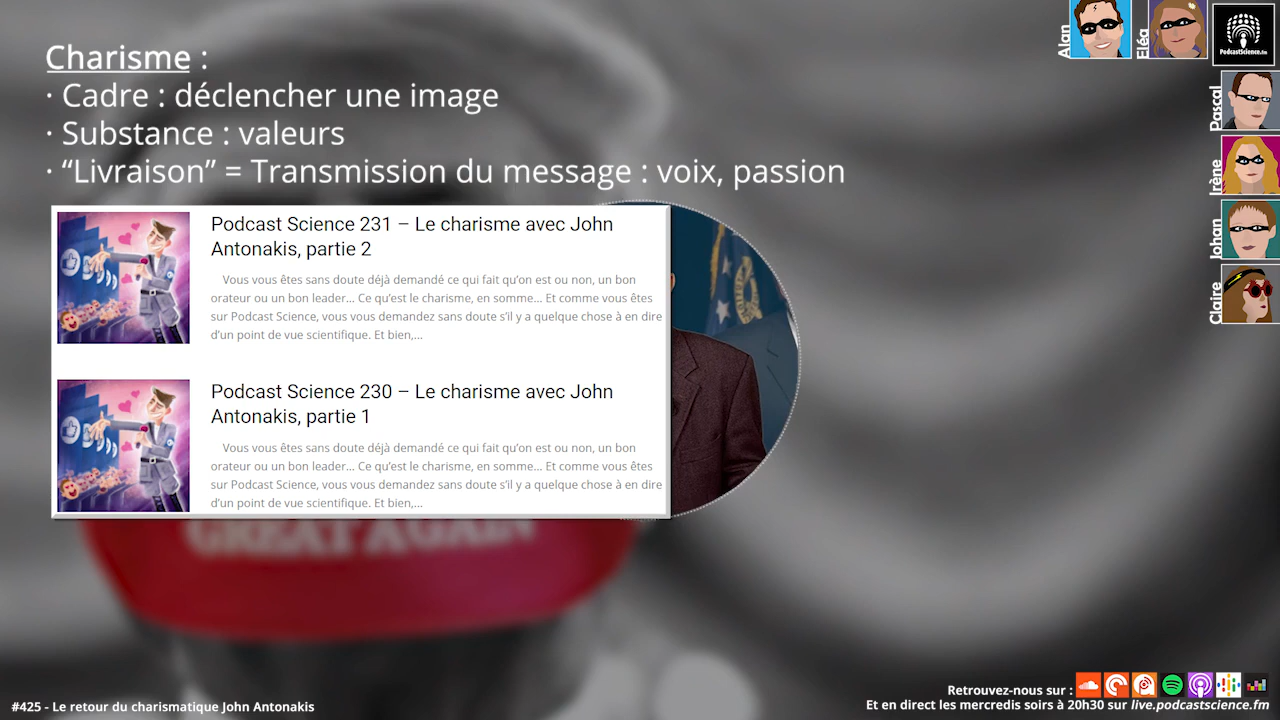 Charisme :
· Cadre : déclencher une image
· Substance : valeurs
· “Livraison” = Transmission du message : voix, passion
Podcast Science 231 – Le charisme avec John
Antonakis, partie 2
Vous vous êtes sans doute déjà demandé ce qui fait qu’on est ou non, un bon
orateur ou un bon leader... Ce qu’est le charisme, en somme... Et comme vous êtes
sur Podcast Science, vous vous demandez sans doute s’il y a quelque chose à en dire
d’un point de vue scientifique. Et bien,...
Podcast Science 230 – Le charisme avec John
Antonakis, partie 1
Vous vous êtes sans doute déjà demandé ce qui fait qu’on est ou non, un bon
orateur ou un bon leader... Ce qu’est le charisme, en somme... Et comme vous êtes
sur Podcast Science, vous vous demandez sans doute s’il y a quelque chose à en dire
d’un point de vue scientifique. Et bien,...
GREAT AGAIN
Alan
Eléa
PodcastScience.fm
Pascal
Irène
Johan
Claire
#425 - Le retour du charismatique John Antonakis
Retrouvez-nous sur :
Et en direct les mercredis soirs à 20h30 sur live.podcastscience.fm